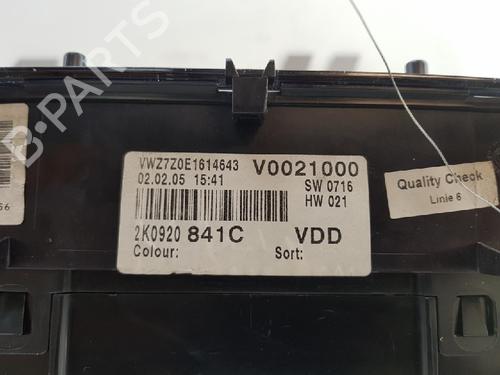 B-PARTS
VWZ7Z0E1614643 V0021000
02.02.05 15:41 SW 0716
HW 021
2K0920 841C VDD
Colour: Sort:
Quality Check
Linie 6
56